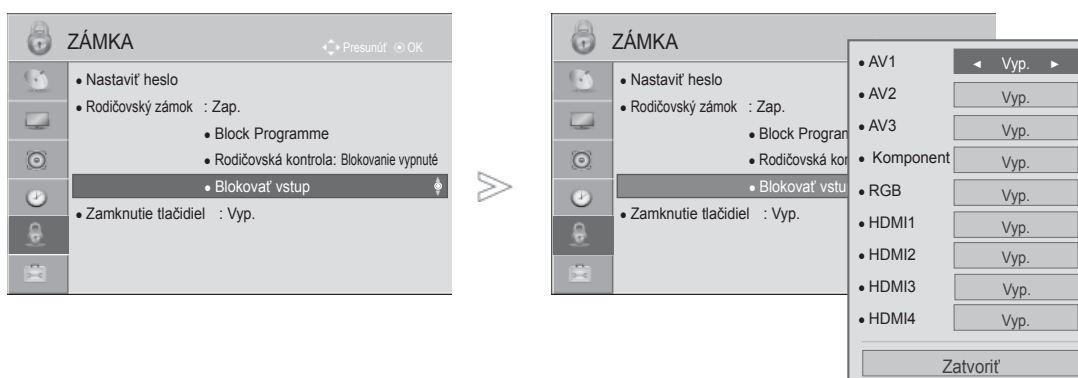 ZÁMKA
Presunúť OK
• Nastaviť heslo
• Rodičovský zámok : Zap.
• Block Programme
• Rodičovská kontrola: Blokovanie vypnuté
• Blokovať vstup
• Zamknutie tlačidiel : Vyp.
ZÁMKA
• Nastaviť heslo
• Rodičovský zámok : Zap.
• Block Program
• Rodičovská kon
• Blokovať vstu
• Zamknutie tlačidiel : Vyp.
• AV1 ◄ Vyp. ►
• AV2 Vyp.
• AV3 Vyp.
• Komponent Vyp.
• RGB Vyp.
• HDMI1 Vyp.
• HDMI2 Vyp.
• HDMI3 Vyp.
• HDMI4 Vyp.
Zatvoriť